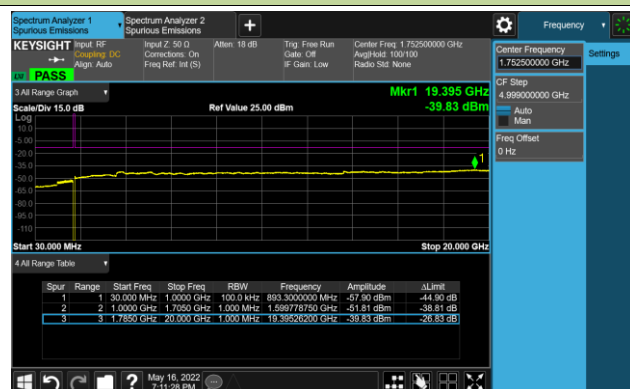 Spectrum Analyzer 1
Spurious Emissions
Spectrum Analyzer 2
Spurious Emissions
+
Frequency
KEYSIGHT
Input: RF
Coupling: DC
Align: Auto
Input Z: 50 Ω
Corrections: On
Freq Ref: Int (S)
Atten: 18 dB
Trig: Free Run
Gate: Off
IF Gain: Low
Center Freq: 1.752500000 GHz
Avg|Hold: 100/100
Radio Std: None
PASS
Center Frequency
1.752500000 GHz
Settings
CF Step
4.999000000 GHz
Auto
Man
Freq Offset
0 Hz
3 All Range Graph
Mkr1 19.395 GHz
Scale/Div 15.0 dB
Ref Value 25.00 dBm
-39.83 dBm
Log
10.0
-5.00
-20.0
-35.0
-50.0
-65.0
-80.0
-95.0
-110
1
Start 30.000 MHz
Stop 20.000 GHz
4 All Range Table
Spur Range Start Freq Stop Freq RBW Frequency Amplitude ΔLimit
1 1 30.000 MHz 1.0000 GHz 100.0 kHz 893.3000000 MHz -57.90 dBm -44.90 dB
2 2 1.0000 GHz 1.7050 GHz 1.000 MHz 1.599778750 GHz -51.81 dBm -38.81 dB
3 3 1.7850 GHz 20.000 GHz 1.000 MHz 19.39526200 GHz -39.83 dBm -26.83 dB
?
May 16, 2022
7:11:28 PM